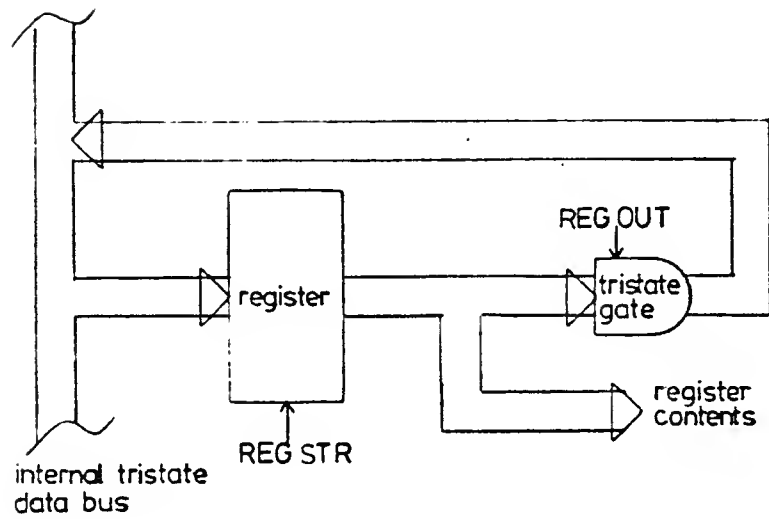 REG OUT
register
tristate
gate
register
contents
REG STR
internal tristate
data bus